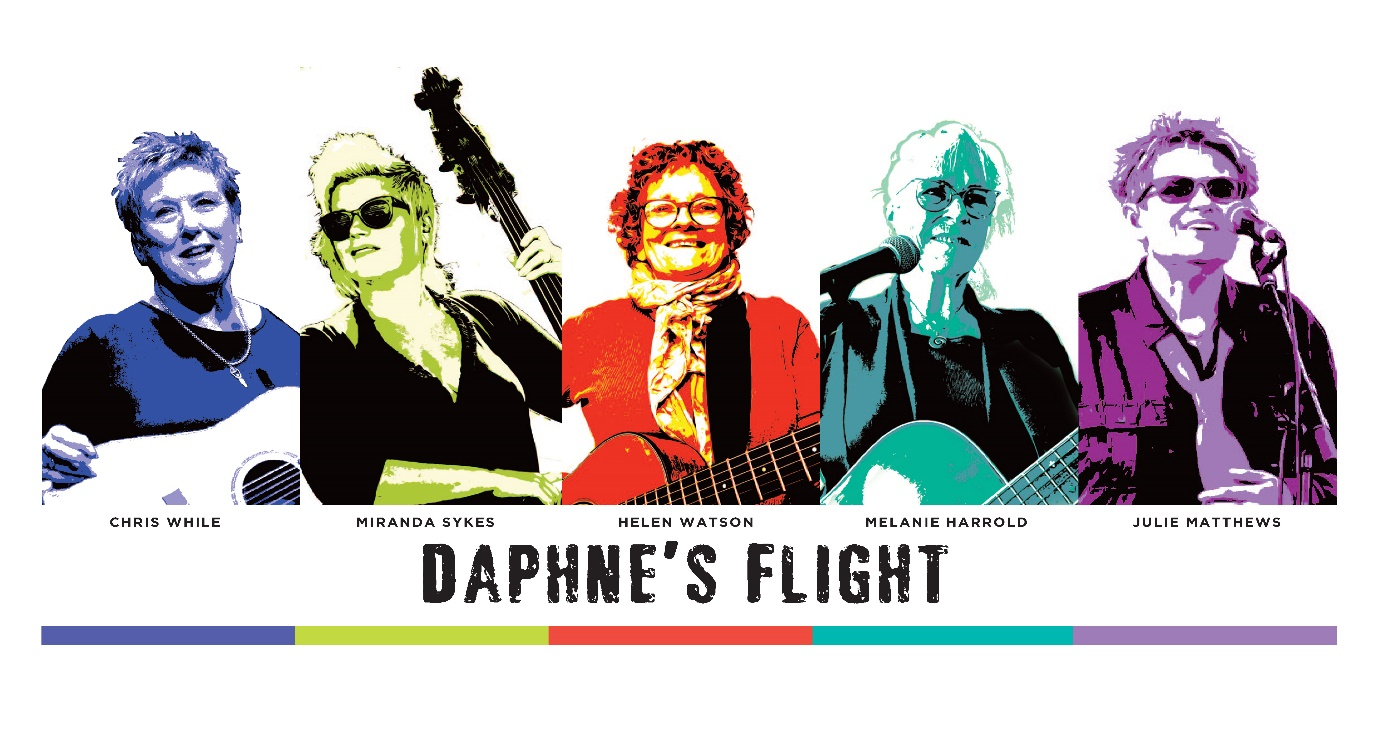 CHRIS WHILE MIRANDA SYKES HELEN WATSON MELANIE HARROLD JULIE MATTHEWS
DAPHNE'S FLIGHT